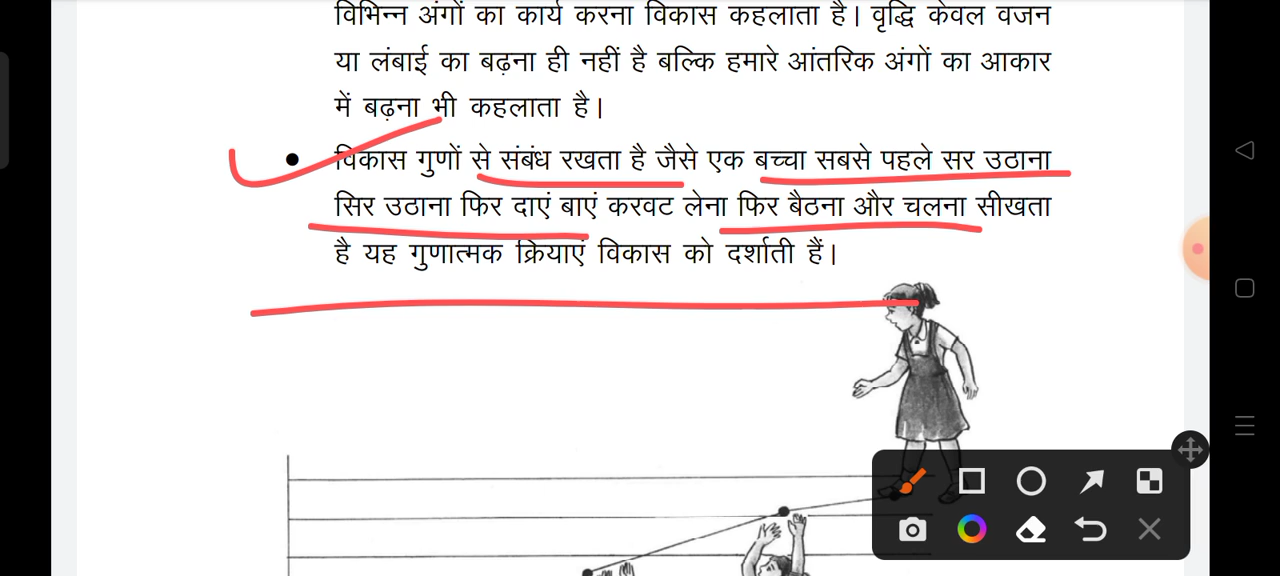 विभिन्न अंगों का कार्य करना विकास कहलाता है। वृद्धि केवल वजन
या लंबाई का बढ़ना ही नहीं है बल्कि हमारे आंतरिक अंगों का आकार
में बढ़ना भी कहलाता है।
• विकास गुणों से संबंध रखता है जैसे एक बच्चा सबसे पहले सर उठाना
सिर उठाना फिर दाएं बाएं करवट लेना फिर बैठना और चलना सीखता
है यह गुणात्मक क्रियाएं विकास को दर्शाती हैं।